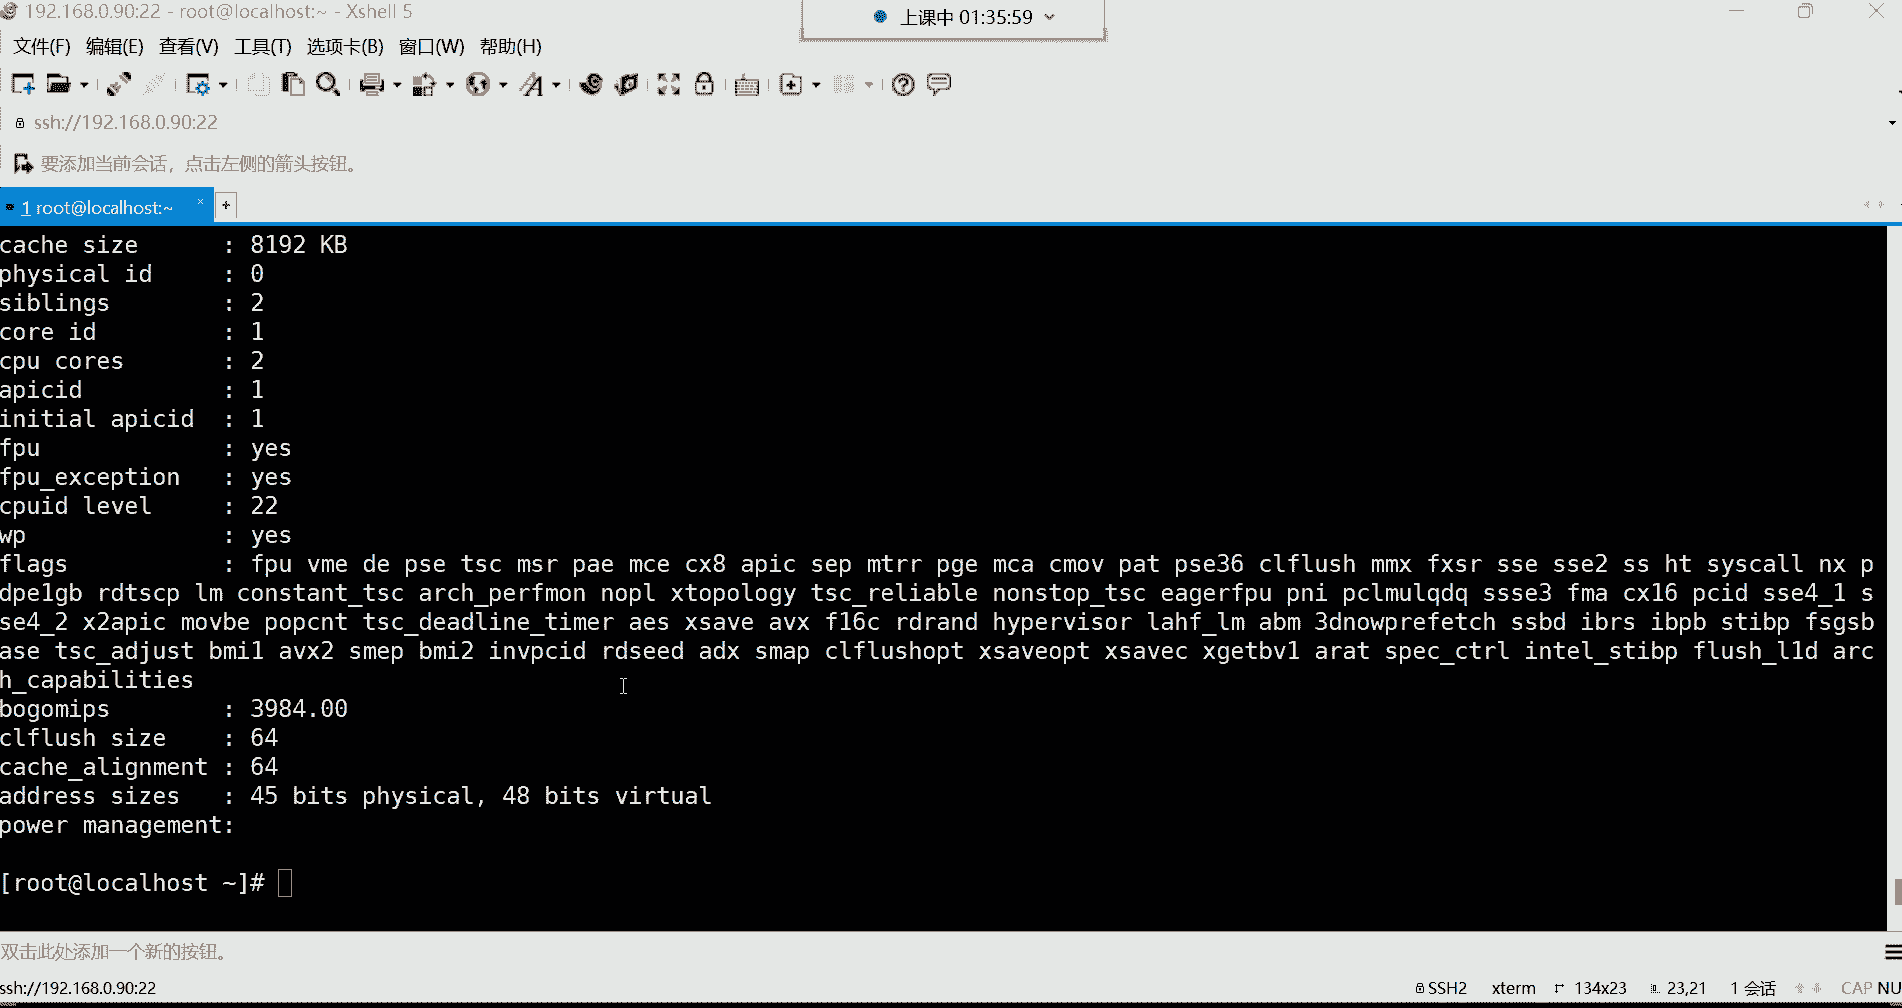 192.168.0.90:22 - root@localhost:~ - Xshell 5
上课中 01:35:59
文件(F) 编辑(E) 查看(V) 工具(T) 选项卡(B) 窗口(W) 帮助(H)
ssh://192.168.0.90:22
要添加当前会话，点击左侧的箭头按钮。
1 root@localhost:~
cache size : 8192 KB
physical id : 0
siblings : 2
core id : 1
cpu cores : 2
apicid : 1
initial apicid : 1
fpu : yes
fpu_exception : yes
cpuid level : 22
wp : yes
flags : fpu vme de pse tsc msr pae mce cx8 apic sep mtrr pge mca cmov pat pse36 clflush mmx fxsr sse sse2 ss ht syscall nx p
dpe1gb rdtscp lm constant_tsc arch_perfmon nopl xtopology tsc_reliable nonstop_tsc eagerfpu pni pclmulqdq ssse3 fma cx16 pcid sse4_1 s
se4_2 x2apic movbe popcnt tsc_deadline_timer aes xsave avx f16c rdrand hypervisor lahf_lm abm 3dnowprefetch ssbd ibrs ibpb stibp fsgsb
ase tsc_adjust bmi1 avx2 smep bmi2 invpcid rdseed adx smap clflushopt xsaveopt xsavec xgetbv1 arat spec_ctrl intel_stibp flush_l1d arc
h_capabilities
bogomips : 3984.00
clflush size : 64
cache_alignment : 64
address sizes : 45 bits physical, 48 bits virtual
power management:
[root@localhost ~]#
双击此处添加一个新的按钮。
ssh://192.168.0.90:22 SSH2 xterm 134x23 23,21 1 会话 CAP NU